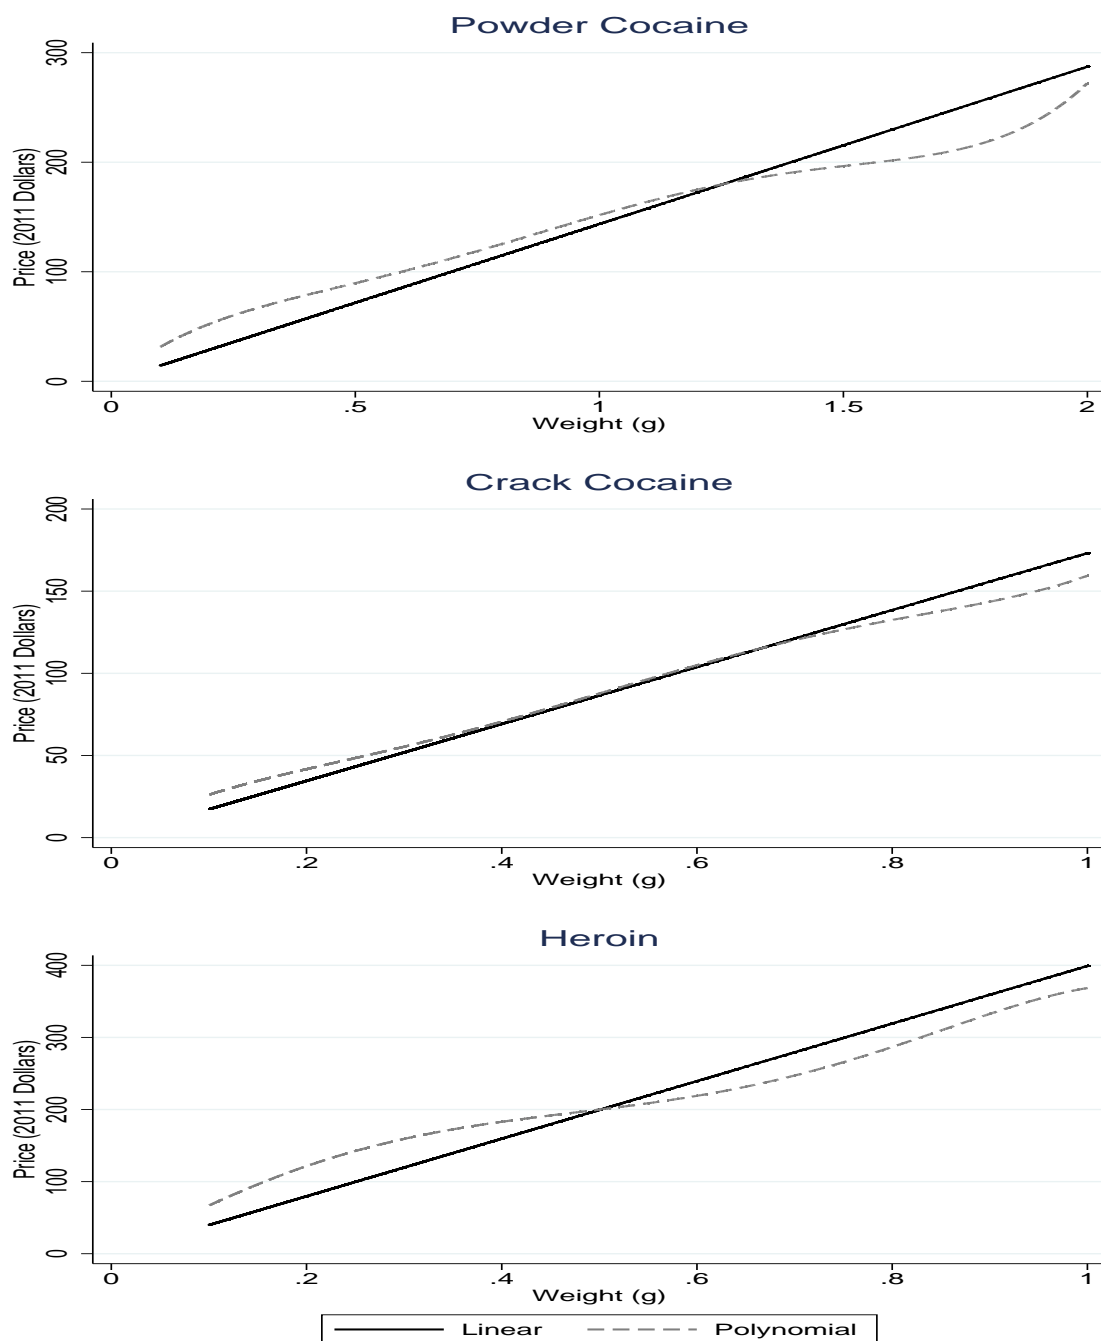 Powder Cocaine
Price (2011 Dollars)
300
200
100
0
0 .5 1 1.5 2
Weight (g)
Crack Cocaine
Price (2011 Dollars)
200
150
100
50
0
0 .2 .4 .6 .8 1
Weight (g)
Heroin
Price (2011 Dollars)
400
300
200
100
0
0 .2 .4 .6 .8 1
Weight (g)
Linear Polynomial